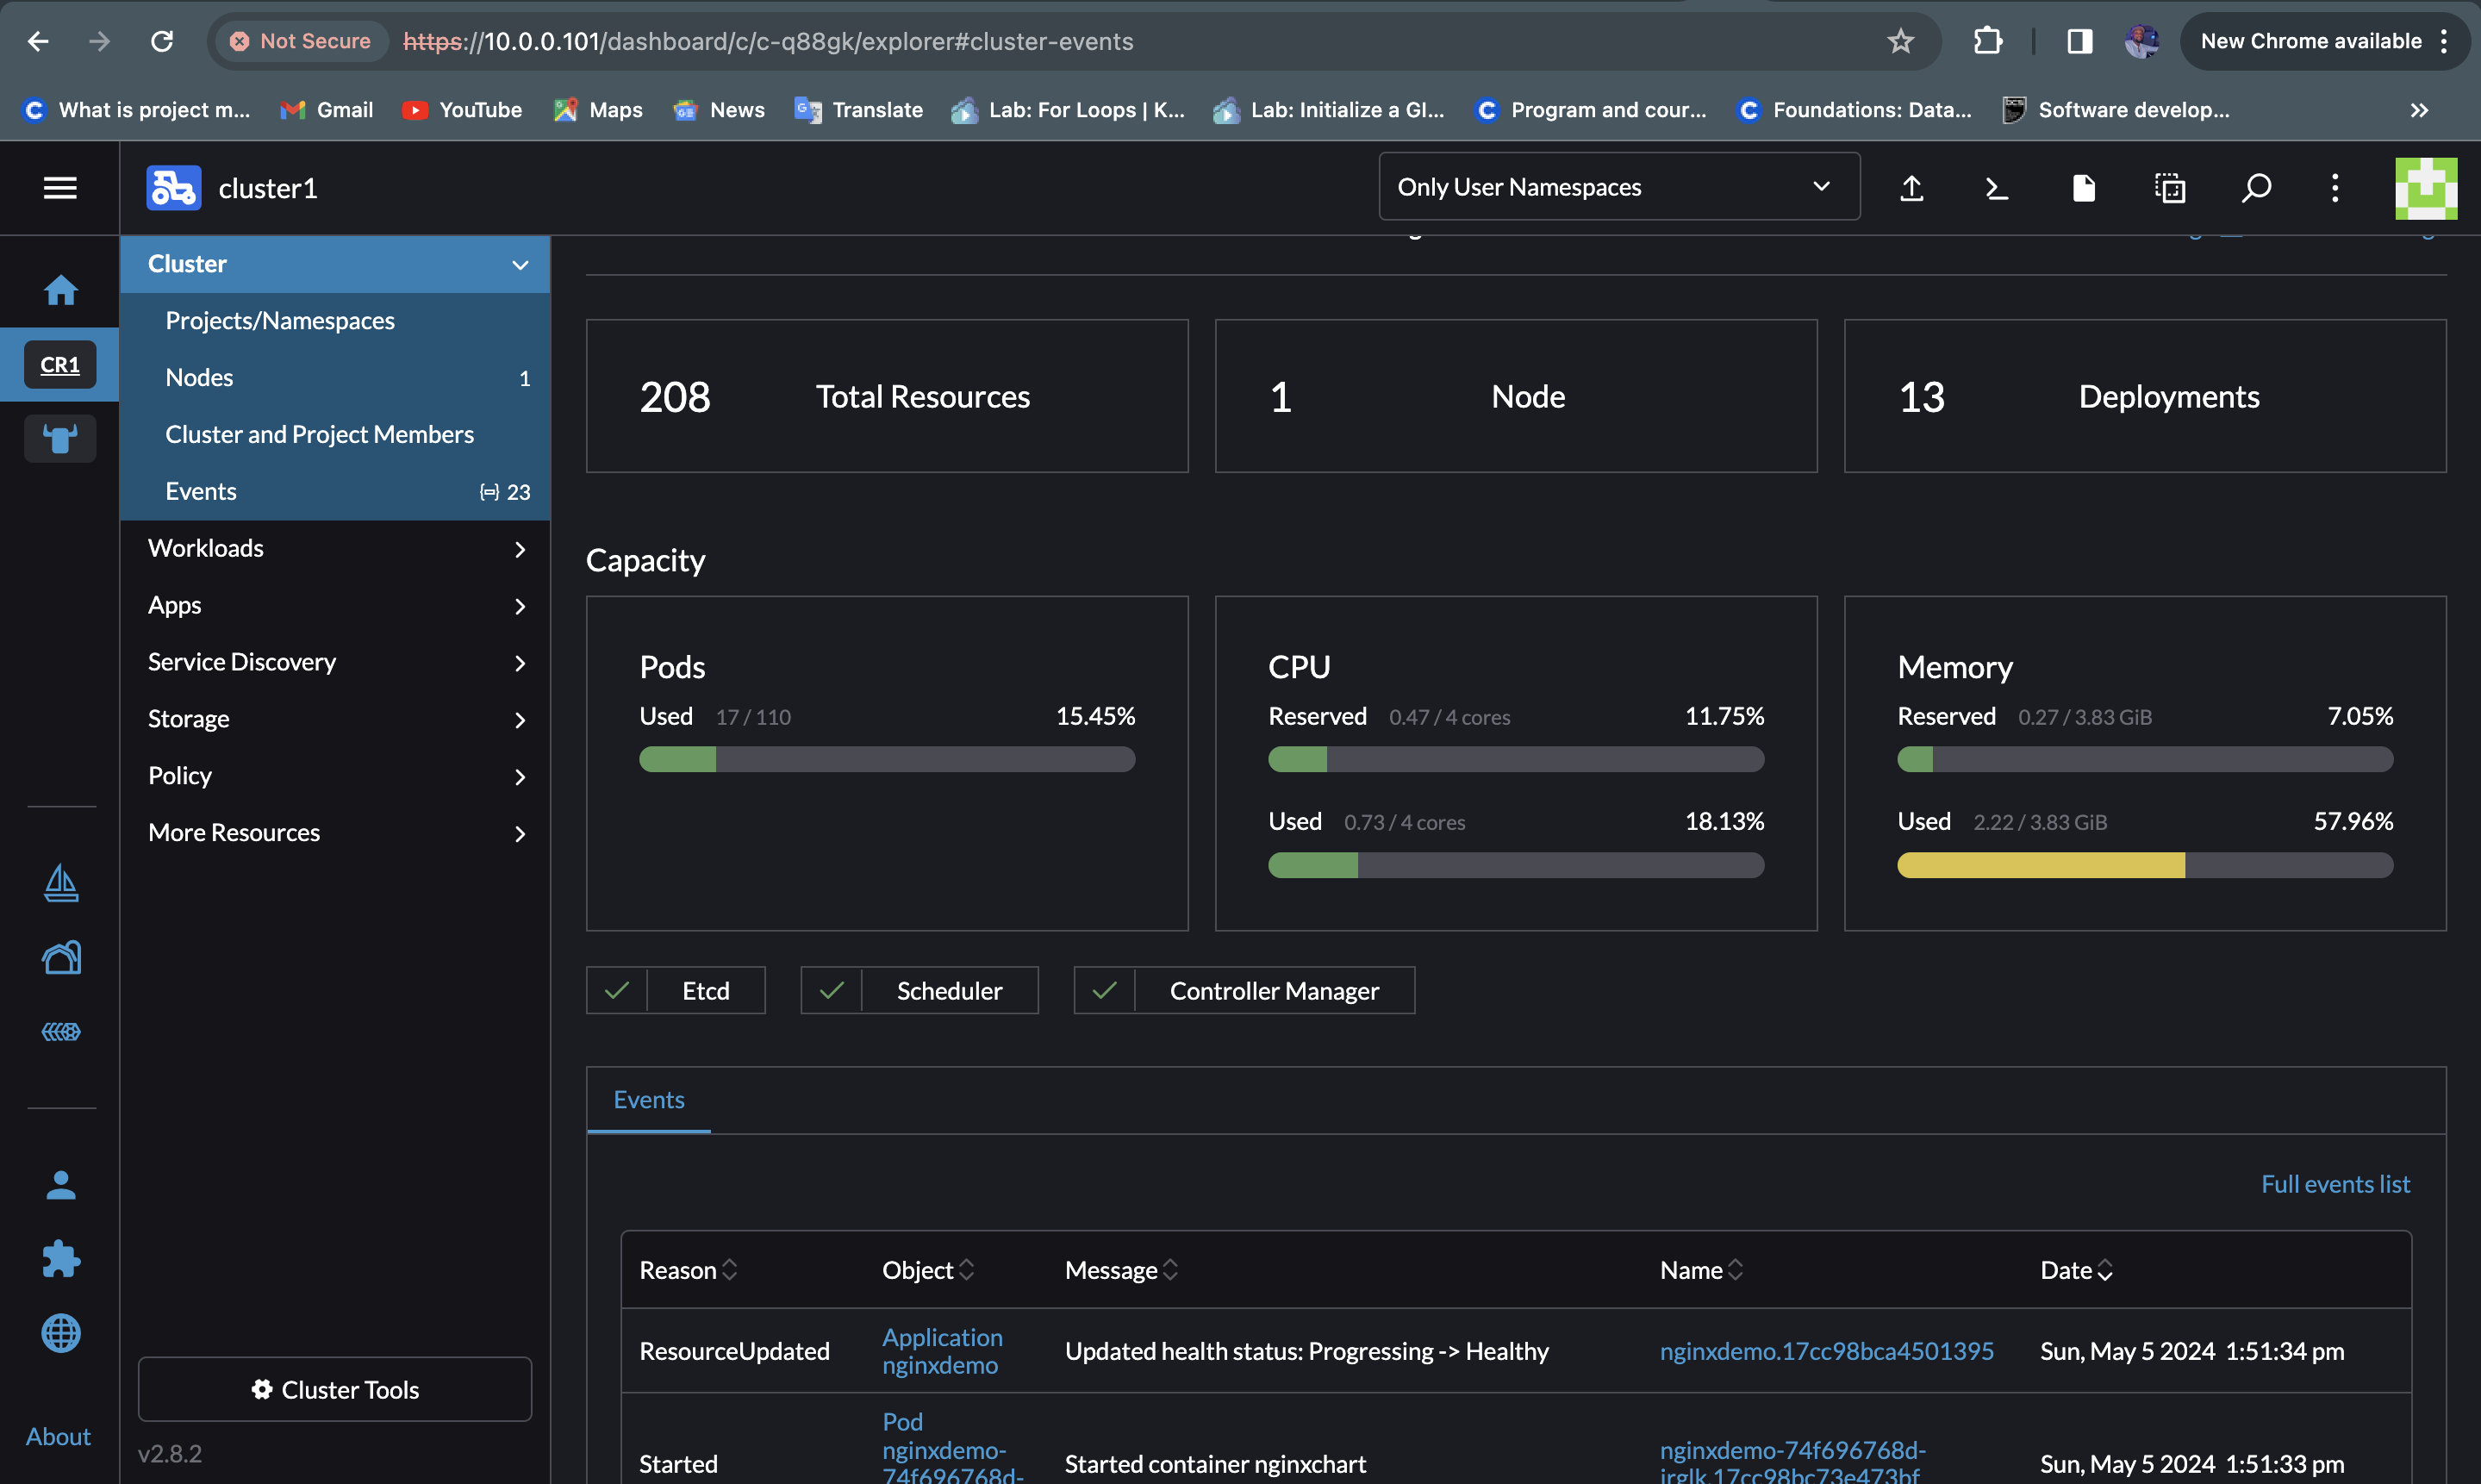 Not Secure https://10.0.0.101/dashboard/c/c-q88gk/explorer#cluster-events New Chrome available
What is project m... Gmail YouTube Maps News Translate Lab: For Loops | K... Lab: Initialize a GI... Program and cour... Foundations: Data... Software develop...
cluster1 Only User Namespaces
Cluster
Projects/Namespaces
CR1
Nodes 1
Cluster and Project Members
Events 23
Workloads
Apps
Service Discovery
Storage
Policy
More Resources
Cluster Tools
About
v2.8.2
208 Total Resources
1 Node
13 Deployments
Capacity
Pods
Used 17 / 110 15.45%
CPU
Reserved 0.47 / 4 cores 11.75%
Used 0.73 / 4 cores 18.13%
Memory
Reserved 0.27 / 3.83 GiB 7.05%
Used 2.22 / 3.83 GiB 57.96%
Etcd Scheduler Controller Manager
Events
Full events list
Reason Object Message Name Date
ResourceUpdated Application nginxdemo Updated health status: Progressing -> Healthy nginxdemo.17cc98bca4501395 Sun, May 5 2024 1:51:34 pm
Started Pod nginxdemo-74f696768d- Started container nginxchart nginxdemo-74f696768d-jrglk.17cc98bc73e473bf Sun, May 5 2024 1:51:33 pm